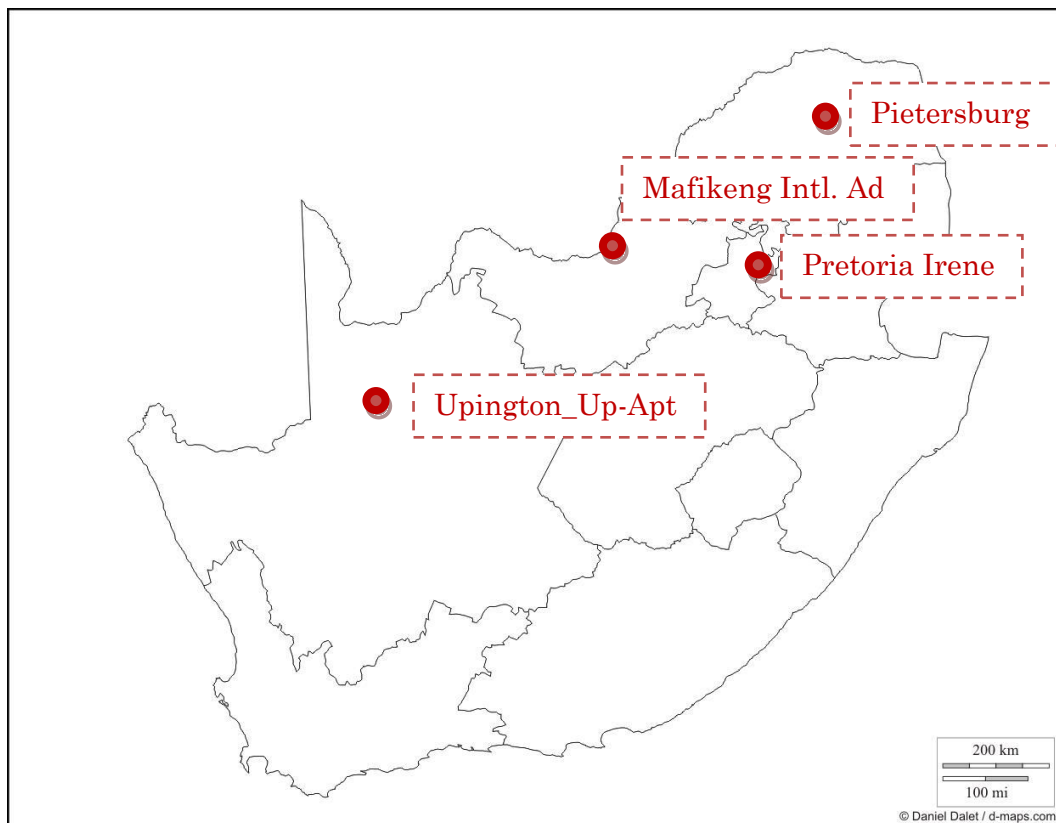 Pietersburg
Mafikeng Intl. Ad
Pretoria Irene
Upington_Up-Apt
200 km
100 mi
© Daniel Dalet / d-maps.com